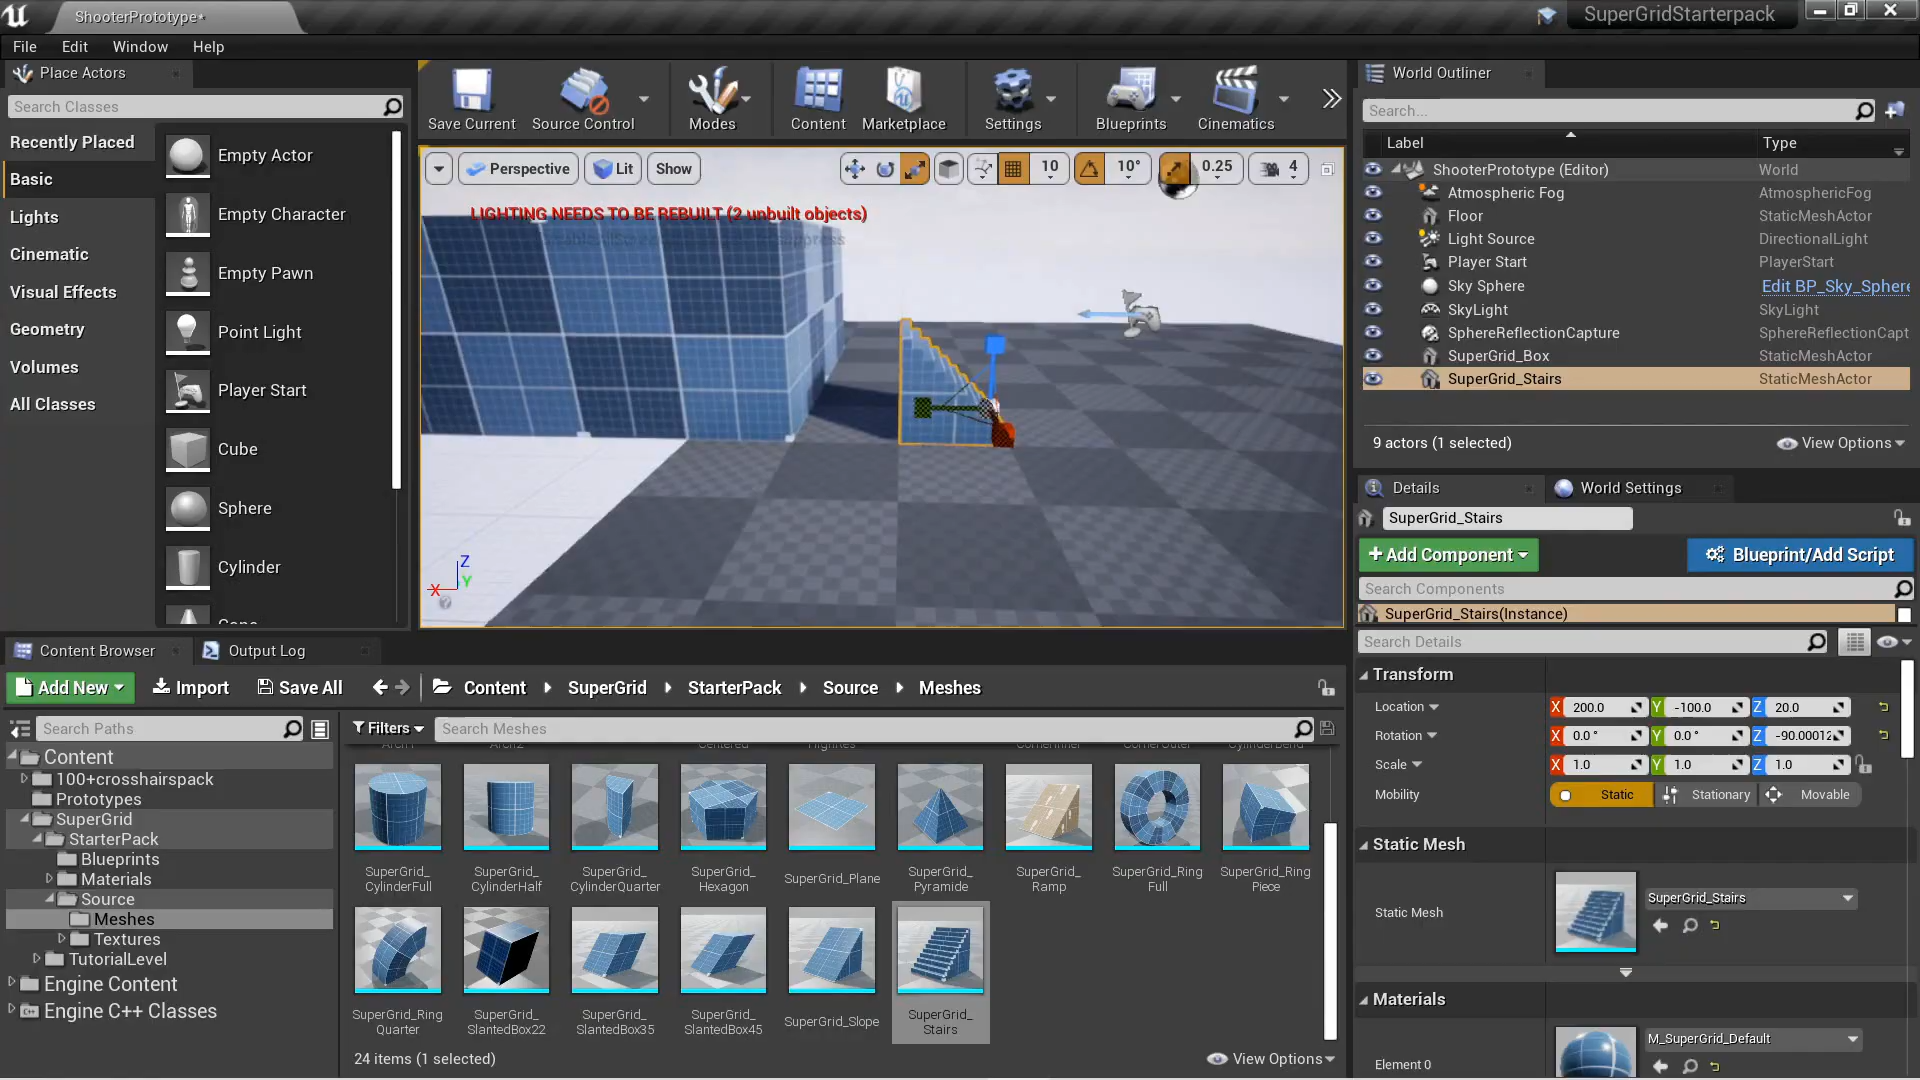 ShooterPrototype*
SuperGridStarterpack
File Edit Window Help
Place Actors
Search Classes
Recently Placed
Basic
Lights
Cinematic
Visual Effects
Geometry
Volumes
All Classes
Empty Actor
Empty Character
Empty Pawn
Point Light
Player Start
Cube
Sphere
Cylinder
Save Current
Source Control
Modes
Content
Marketplace
Settings
Blueprints
Cinematics
Perspective
Lit
Show
10
10°
0.25
4
LIGHTING NEEDS TO BE REBUILT (2 unbuilt objects)
Z
X
Y
World Outliner
Search...
Label Type
ShooterPrototype (Editor) World
Atmospheric Fog AtmosphericFog
Floor StaticMeshActor
Light Source DirectionalLight
Player Start PlayerStart
Sky Sphere Edit BP_Sky_Sphere
SkyLight SkyLight
SphereReflectionCapture SphereReflectionCapt
SuperGrid_Box StaticMeshActor
SuperGrid_Stairs StaticMeshActor
9 actors (1 selected)
View Options
Details
World Settings
SuperGrid_Stairs
Add Component
Blueprint/Add Script
Search Components
SuperGrid_Stairs(Instance)
Search Details
Transform
Location X 200.0 Y -100.0 Z 20.0
Rotation X 0.0 ° Y 0.0 ° Z -90.00012
Scale X 1.0 Y 1.0 Z 1.0
Mobility Static Stationary Movable
Static Mesh
Static Mesh
SuperGrid_Stairs
Materials
Element 0
M_SuperGrid_Default
Content Browser
Output Log
Add New
Import
Save All
Content
SuperGrid
StarterPack
Source
Meshes
Search Paths
Filters
Search Meshes
Content
100+crosshairspack
Prototypes
SuperGrid
StarterPack
Blueprints
Materials
Source
Meshes
Textures
TutorialLevel
Engine Content
Engine C++ Classes
SuperGrid_
CylinderFull
SuperGrid_
CylinderHalf
SuperGrid_
CylinderQuarter
SuperGrid_
Hexagon
SuperGrid_Plane
SuperGrid_
Pyramide
SuperGrid_
Ramp
SuperGrid_Ring
Full
SuperGrid_Ring
Piece
SuperGrid_Ring
Quarter
SuperGrid_
SlantedBox22
SuperGrid_
SlantedBox35
SuperGrid_
SlantedBox45
SuperGrid_Slope
SuperGrid_
Stairs
24 items (1 selected)
View Options